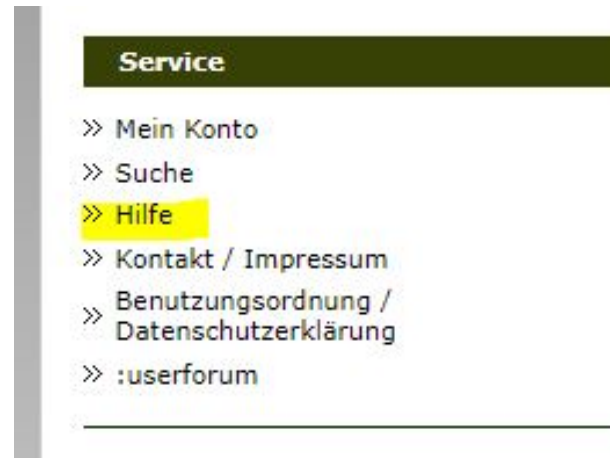 Service
» Mein Konto
» Suche
» Hilfe
» Kontakt / Impressum
» Benutzungsordnung /
Datenschutzerklärung
» :userforum